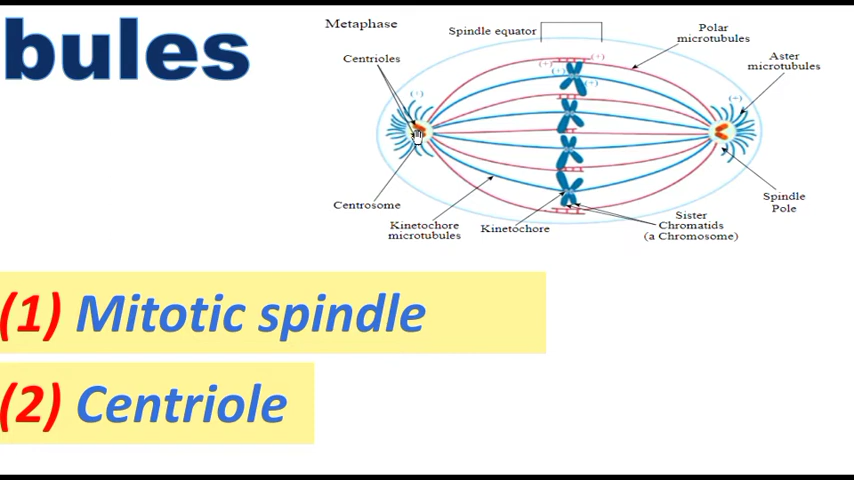 bules
Metaphase
Spindle equator
Polar
microtubules
Centrioles
Aster
microtubules
(+)
(+)
(+)
(+)
(-)
(+)
Centrosome
Kinetochore
microtubules
Kinetochore
Sister
Chromatids
(a Chromosome)
Spindle
Pole
(1) Mitotic spindle
(2) Centriole